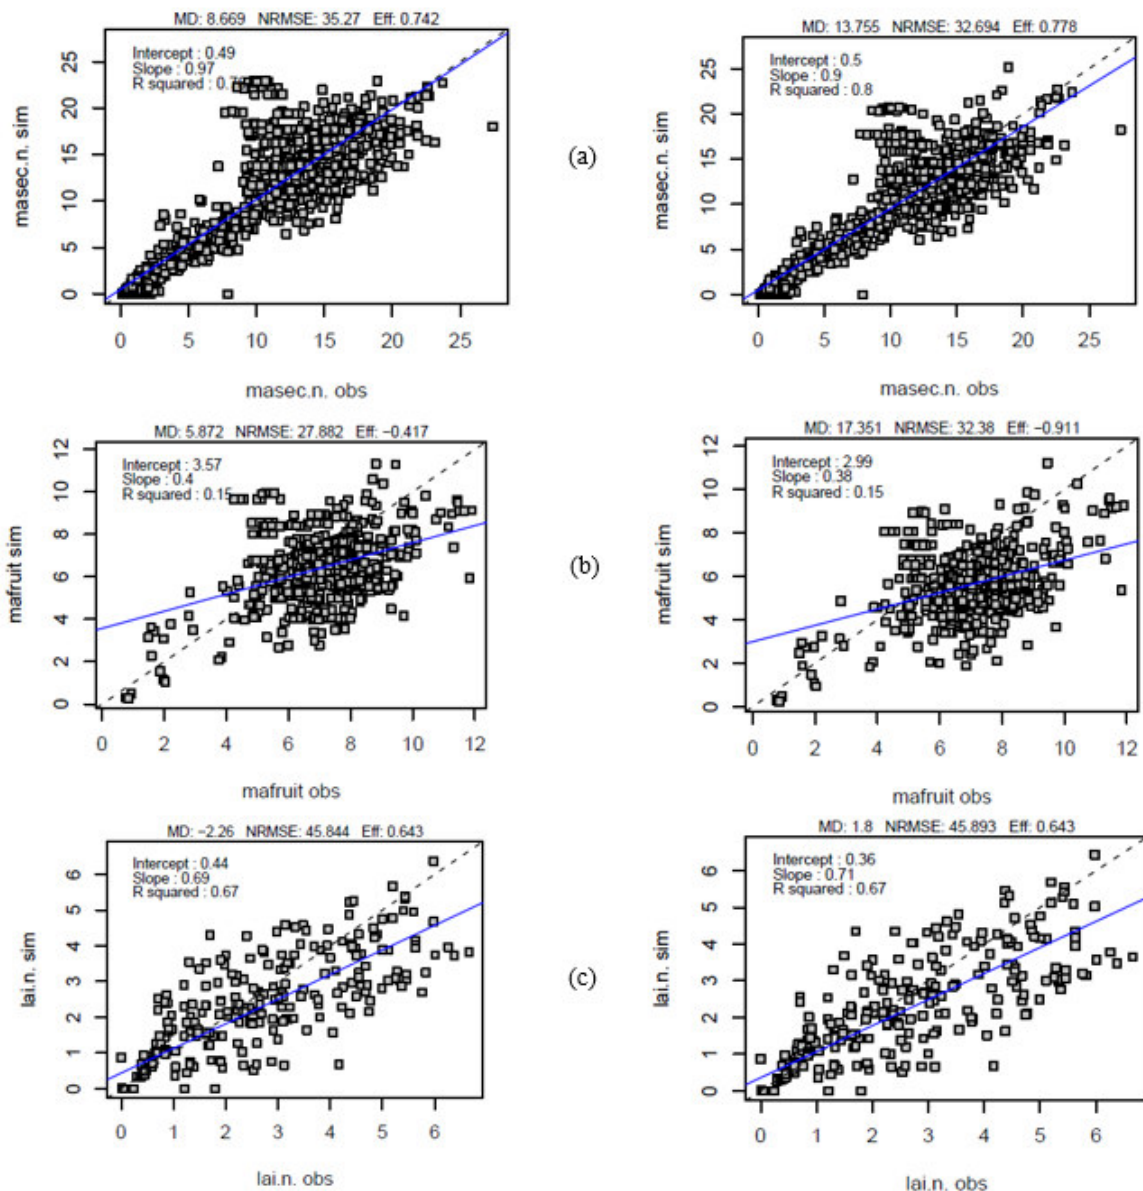 MD: 8.669 NRMSE: 35.27 Eff: 0.742
Intercept : 0.49
Slope : 0.97
R squared : 0.7
masec.n. sim
0 5 10 15 20 25
0 5 10 15 20 25
masec.n. obs
(a)
MD: 13.755 NRMSE: 32.694 Eff: 0.778
Intercept : 0.5
Slope : 0.9
R squared : 0.8
masec.n. sim
0 5 10 15 20 25
0 5 10 15 20 25
masec.n. obs
MD: 5.872 NRMSE: 27.882 Eff: −0.417
Intercept : 3.57
Slope : 0.4
R squared : 0.15
mafruit sim
0 2 4 6 8 10 12
0 2 4 6 8 10 12
mafruit obs
(b)
MD: 17.351 NRMSE: 32.38 Eff: −0.911
Intercept : 2.99
Slope : 0.38
R squared : 0.15
mafruit sim
0 2 4 6 8 10 12
0 2 4 6 8 10 12
mafruit obs
MD: −2.26 NRMSE: 45.844 Eff: 0.643
Intercept : 0.44
Slope : 0.69
R squared : 0.67
lai.n. sim
0 1 2 3 4 5 6
0 1 2 3 4 5 6
lai.n. obs
(c)
MD: 1.8 NRMSE: 45.893 Eff: 0.643
Intercept : 0.36
Slope : 0.71
R squared : 0.67
lai.n. sim
0 1 2 3 4 5 6
0 1 2 3 4 5 6
lai.n. obs